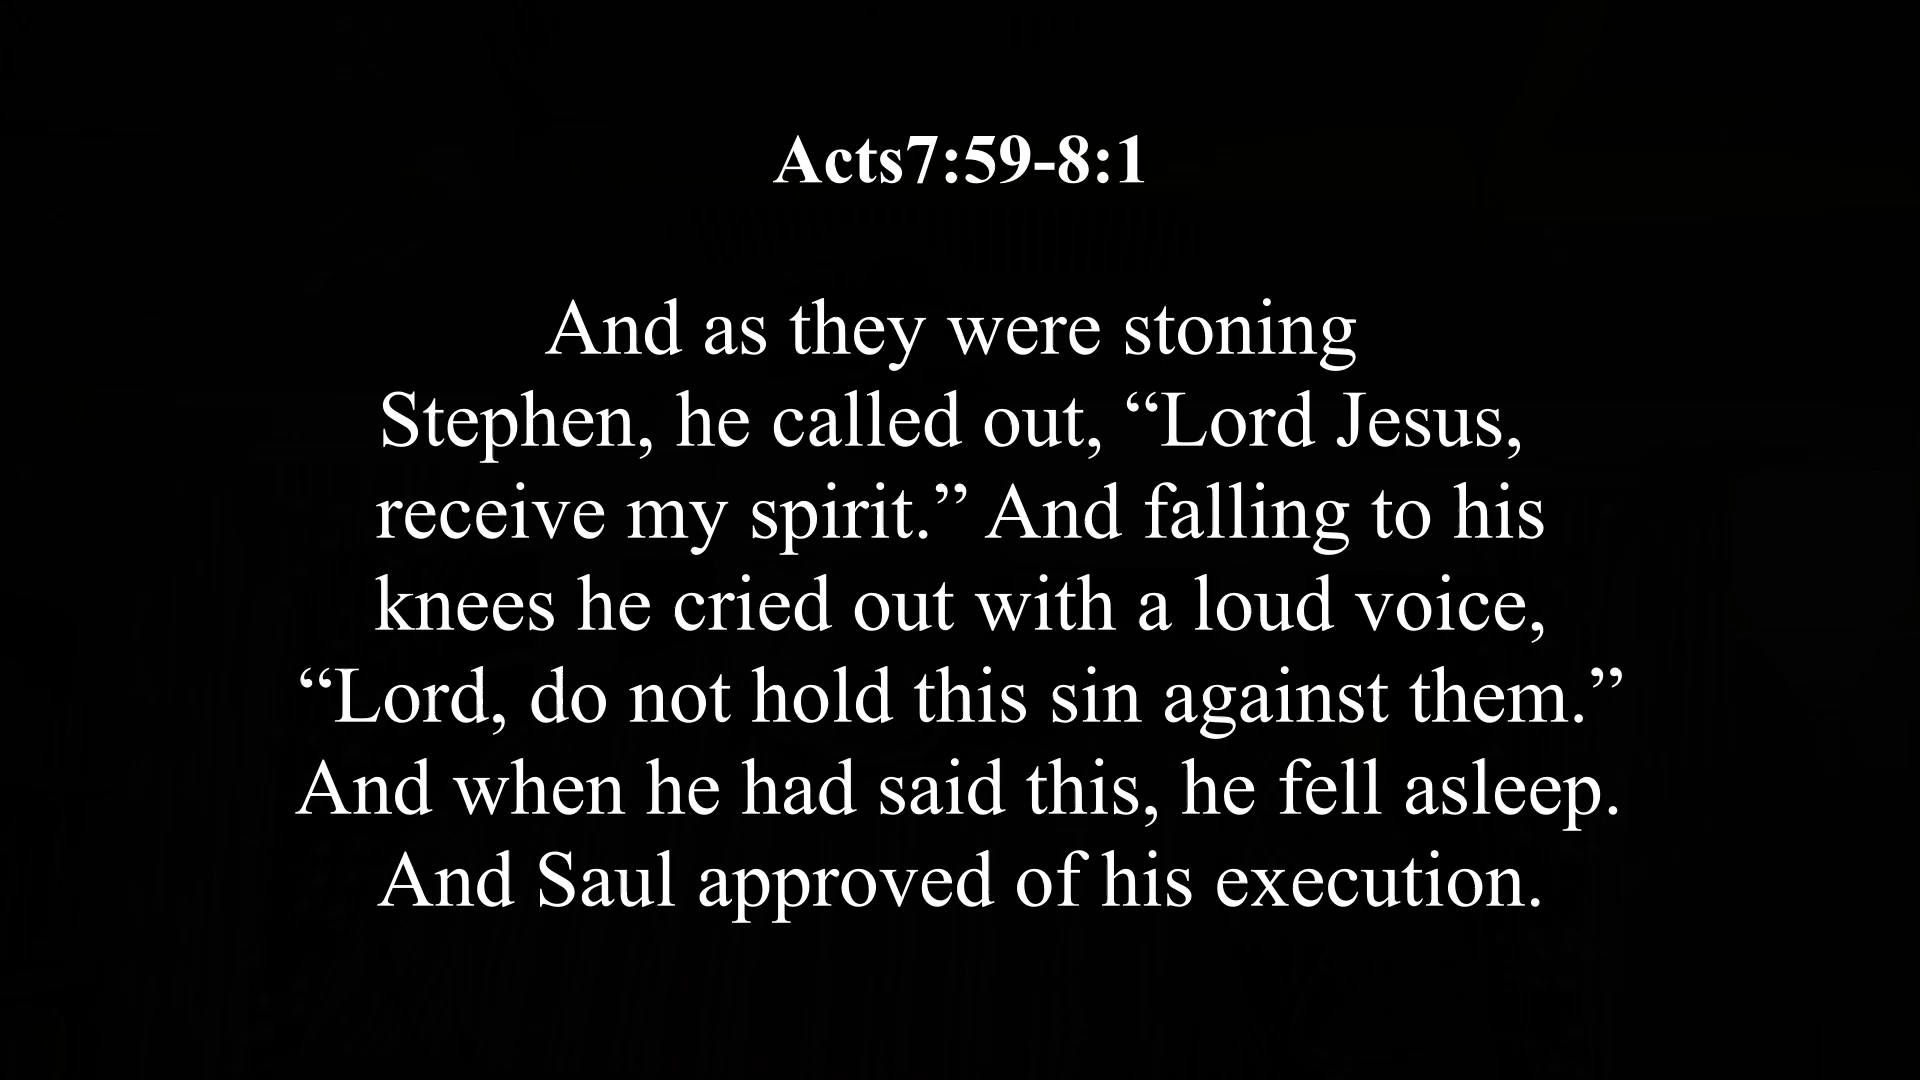 Acts7:59-8:1
And as they were stoning
Stephen, he called out, “Lord Jesus,
receive my spirit.” And falling to his
knees he cried out with a loud voice,
“Lord, do not hold this sin against them.”
And when he had said this, he fell asleep.
And Saul approved of his execution.